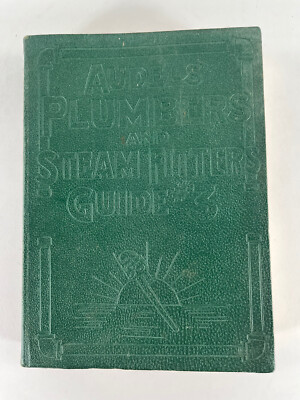 AUDELS
PLUMBERS
AND
STEAM FITTERS
GUIDE #3